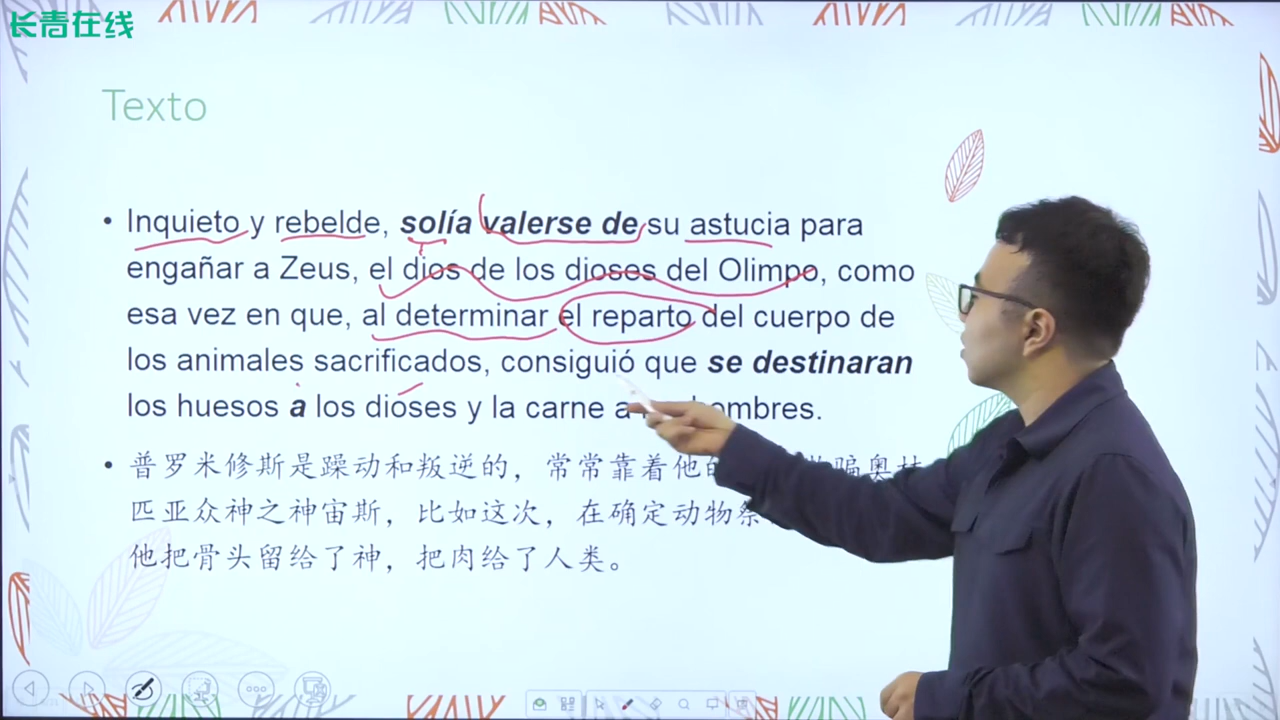 长青在线
Texto
• Inquieto y rebelde, solía valerse de su astucia para
engañar a Zeus, el dios de los dioses del Olimpo, como
esa vez en que, al determinar el reparto del cuerpo de
los animales sacrificados, consiguió que se destinaran
los huesos a los dioses y la carne a hombres.
• 普罗米修斯是躁动和叛逆的，常常靠着他的骗奥林
匹亚众神之神宙斯，比如这次，在确定动物祭
他把骨头留给了神，把肉给了人类。